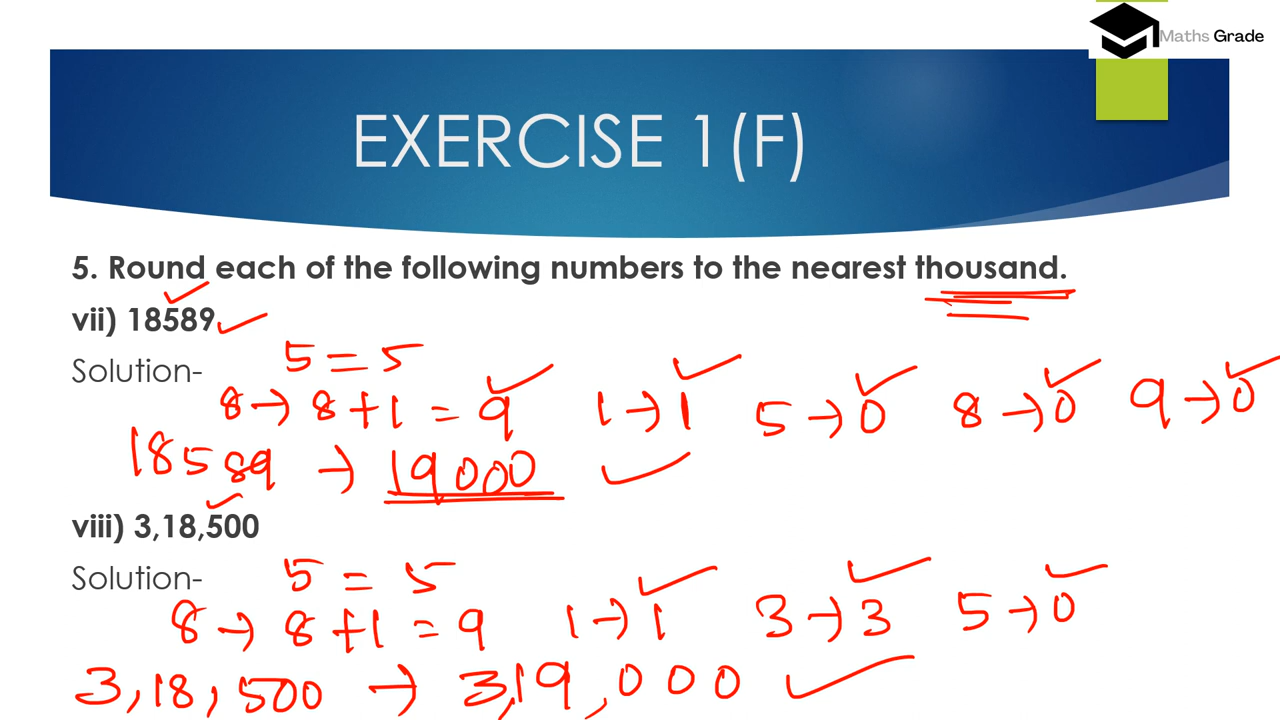 Maths Grade
EXERCISE 1(F)
5. Round each of the following numbers to the nearest thousand.
vii) 18589
Solution-
5 = 5
8 → 8 + 1 = 9 1 → 1 5 → 0 8 → 0 9 → 0
18589 → 19000
viii) 3,18,500
Solution-
5 = 5
8 → 8 + 1 = 9 1 → 1 3 → 3 5 → 0
3,18,500 → 3,19,000